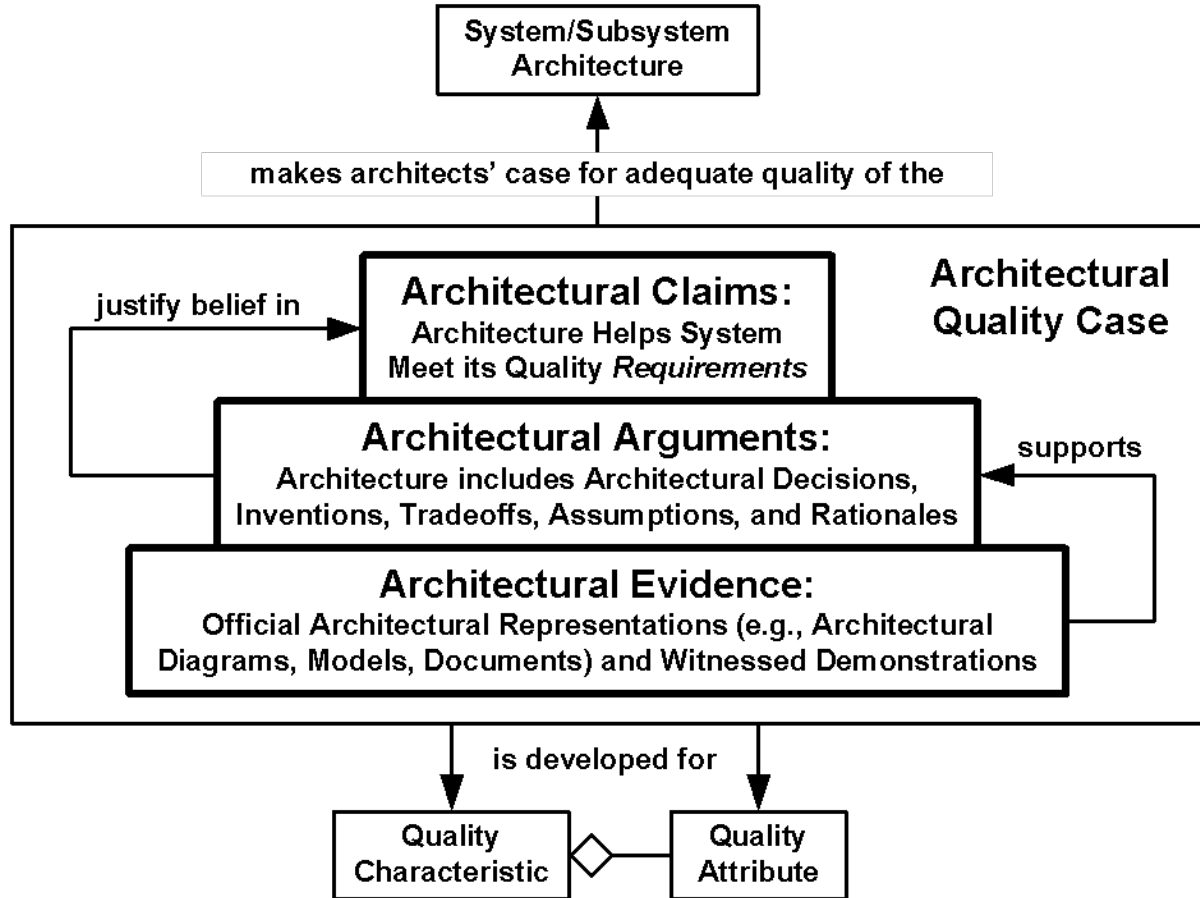 System/Subsystem
Architecture
makes architects’ case for adequate quality of the
Architectural
Quality Case
justify belief in
Architectural Claims:
Architecture Helps System
Meet its Quality Requirements
Architectural Arguments:
Architecture includes Architectural Decisions,
Inventions, Tradeoffs, Assumptions, and Rationales
supports
Architectural Evidence:
Official Architectural Representations (e.g., Architectural
Diagrams, Models, Documents) and Witnessed Demonstrations
is developed for
Quality
Characteristic
Quality
Attribute